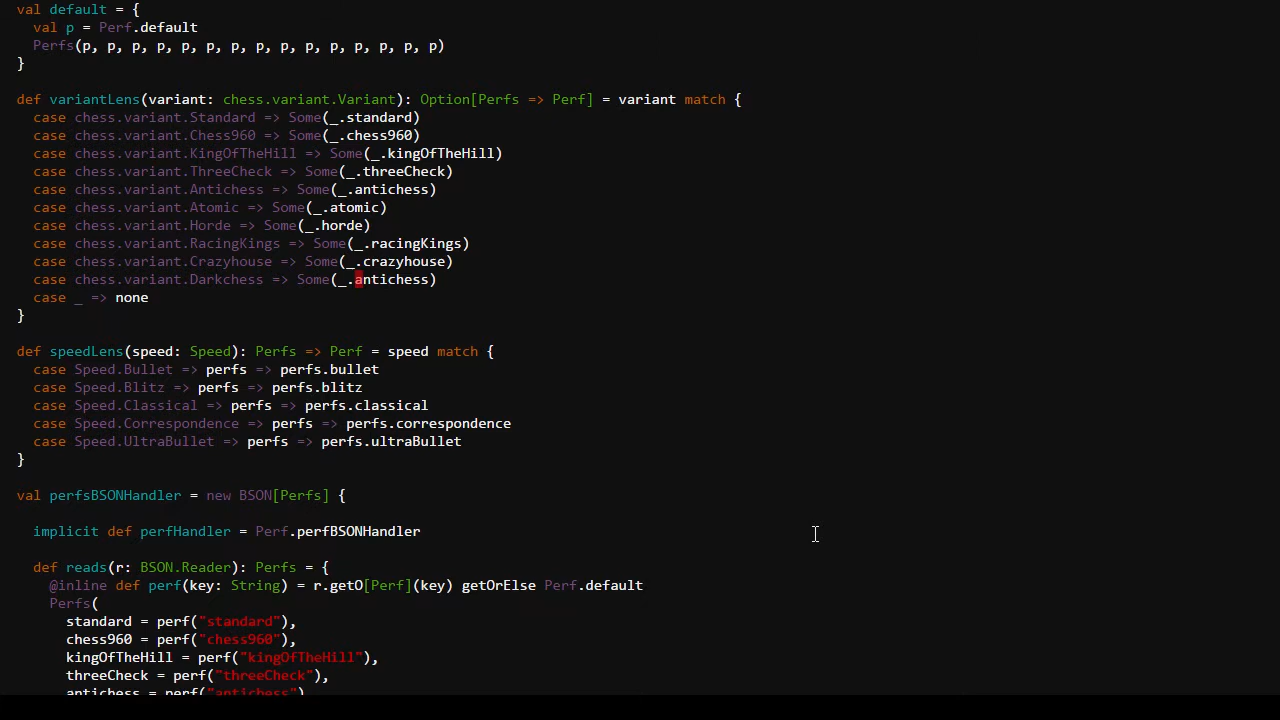 val default = {
val p = Perf.default
Perfs(p, p, p, p, p, p, p, p, p, p, p, p, p, p, p)
}
def variantLens(variant: chess.variant.Variant): Option[Perfs => Perf] = variant match {
case chess.variant.Standard => Some(_.standard)
case chess.variant.Chess960 => Some(_.chess960)
case chess.variant.KingOfTheHill => Some(_.kingOfTheHill)
case chess.variant.ThreeCheck => Some(_.threeCheck)
case chess.variant.Antichess => Some(_.antichess)
case chess.variant.Atomic => Some(_.atomic)
case chess.variant.Horde => Some(_.horde)
case chess.variant.RacingKings => Some(_.racingKings)
case chess.variant.Crazyhouse => Some(_.crazyhouse)
case chess.variant.Darkchess => Some(_.antichess)
case _ => none
}
def speedLens(speed: Speed): Perfs => Perf = speed match {
case Speed.Bullet => perfs => perfs.bullet
case Speed.Blitz => perfs => perfs.blitz
case Speed.Classical => perfs => perfs.classical
case Speed.Correspondence => perfs => perfs.correspondence
case Speed.UltraBullet => perfs => perfs.ultraBullet
}
val perfsBSONHandler = new BSON[Perfs] {
implicit def perfHandler = Perf.perfBSONHandler
def reads(r: BSON.Reader): Perfs = {
@inline def perf(key: String) = r.getO[Perf](key) getOrElse Perf.default
Perfs(
standard = perf("standard"),
chess960 = perf("chess960"),
kingOfTheHill = perf("kingOfTheHill"),
threeCheck = perf("threeCheck"),
antichess = perf("antichess")